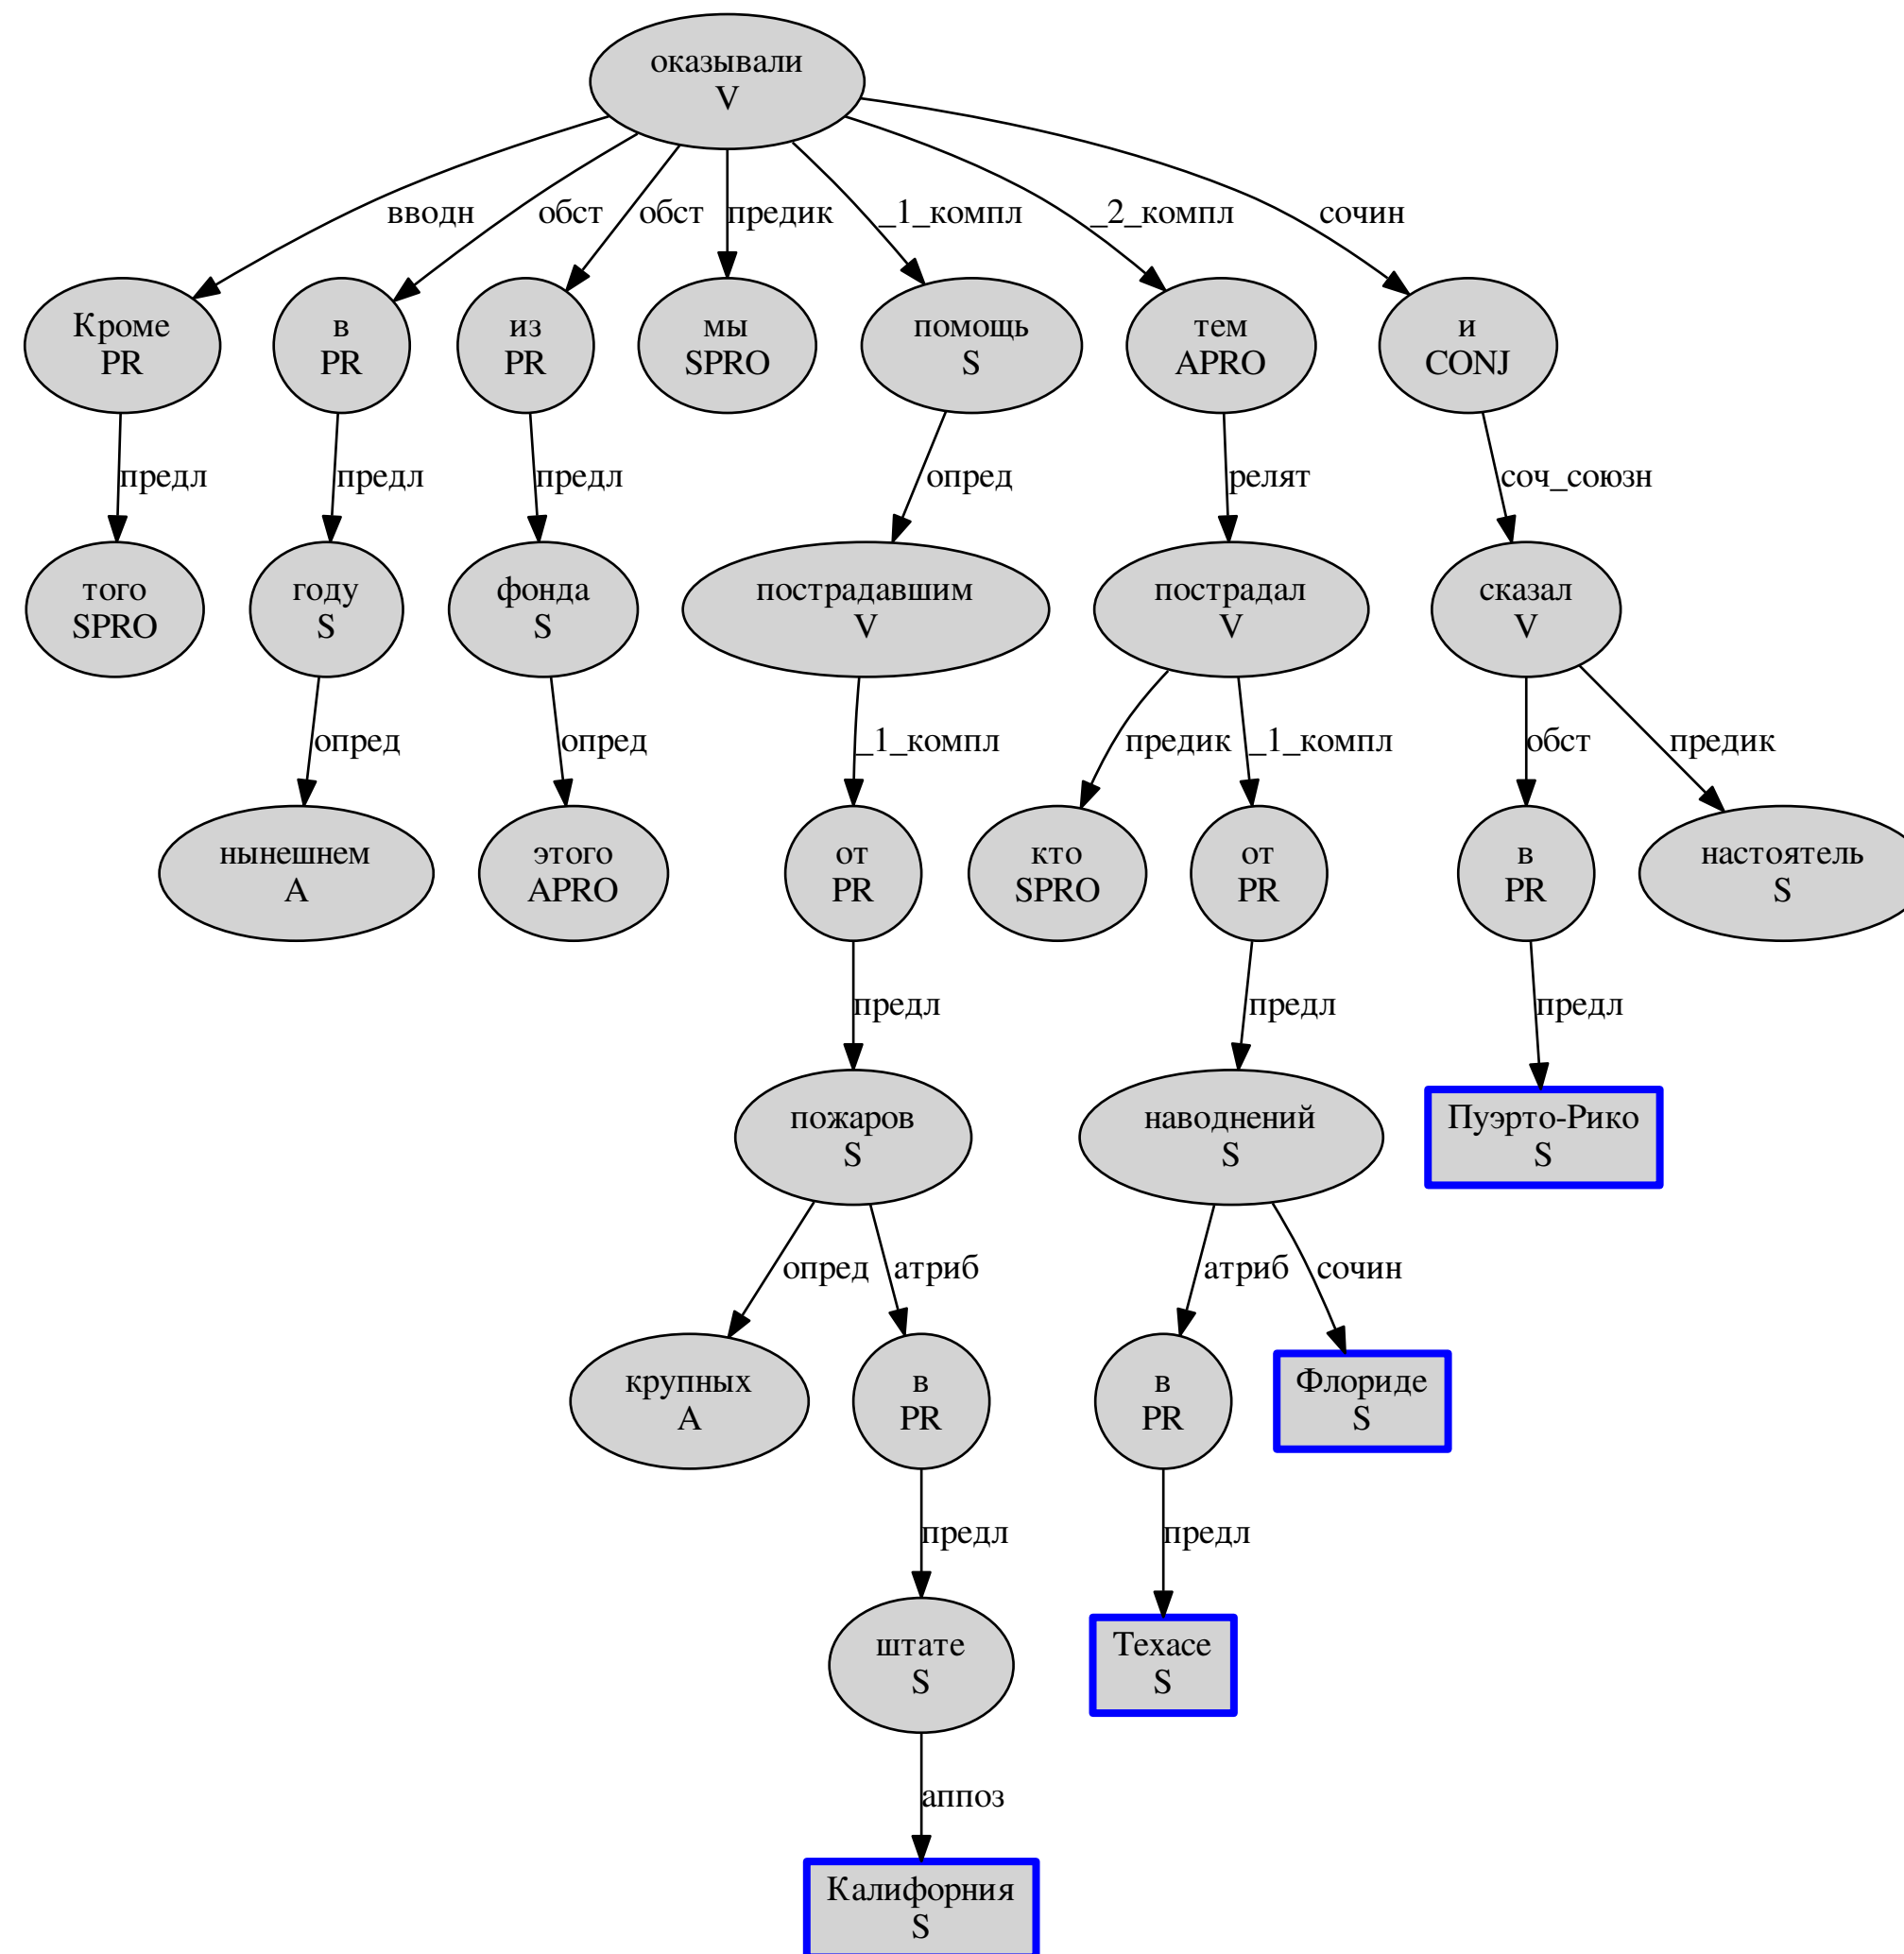 оказывали
V
вводн
обст
обст
предик
_1_компл
_2_компл
сочин
Кроме
PR
в
PR
из
PR
мы
SPRO
помощь
S
тем
APRO
и
CONJ
предл
предл
предл
опред
релят
соч_союзн
того
SPRO
году
S
фонда
S
пострадавшим
V
пострадал
V
сказал
V
опред
опред
_1_компл
предик
_1_компл
обст
предик
нынешнем
A
этого
APRO
от
PR
кто
SPRO
от
PR
в
PR
настоятель
S
предл
предл
предл
пожаров
S
наводнений
S
Пуэрто-Рико
S
опред
атриб
атриб
сочин
крупных
A
в
PR
в
PR
Флориде
S
предл
предл
штате
S
Техасе
S
аппоз
Калифорния
S